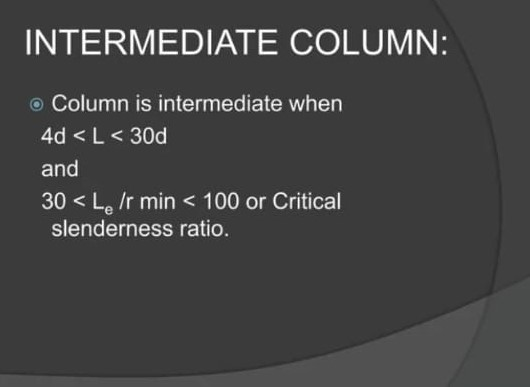 INTERMEDIATE COLUMN:
Column is intermediate when
4d < L < 30d
and
30 < Le /r min < 100 or Critical
slenderness ratio.